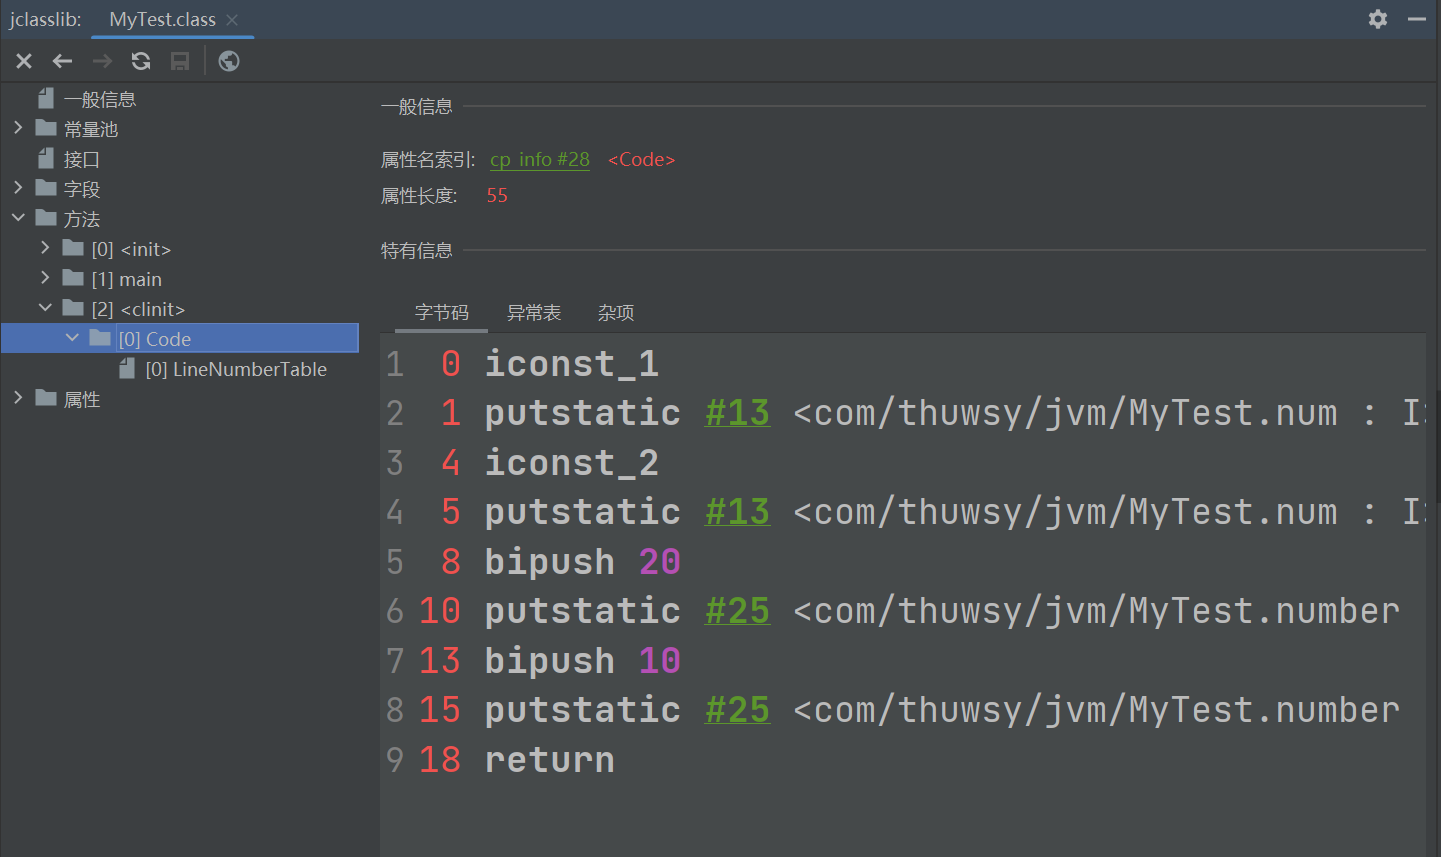 jclasslib: MyTest.class
一般信息
常量池
接口
字段
方法
[0] <init>
[1] main
[2] <clinit>
[0] Code
[0] LineNumberTable
属性
一般信息
属性名索引: cp_info #28 <Code>
属性长度: 55
特有信息
字节码 异常表 杂项
1 0 iconst_1
2 1 putstatic #13 <com/thuwsy/jvm/MyTest.num : I>
3 4 iconst_2
4 5 putstatic #13 <com/thuwsy/jvm/MyTest.num : I>
5 8 bipush 20
6 10 putstatic #25 <com/thuwsy/jvm/MyTest.number
7 13 bipush 10
8 15 putstatic #25 <com/thuwsy/jvm/MyTest.number
9 18 return